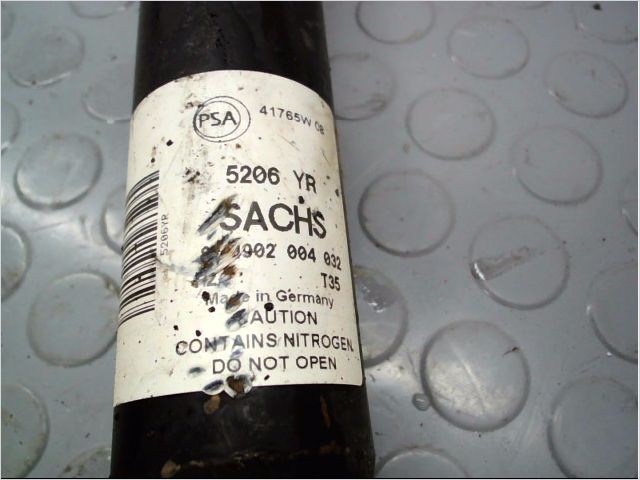 PSA
41765W 08
5206 YR
SACHS
902 004 032
T35
Made in Germany
CAUTION
CONTAINS NITROGEN.
DO NOT OPEN
5206YR